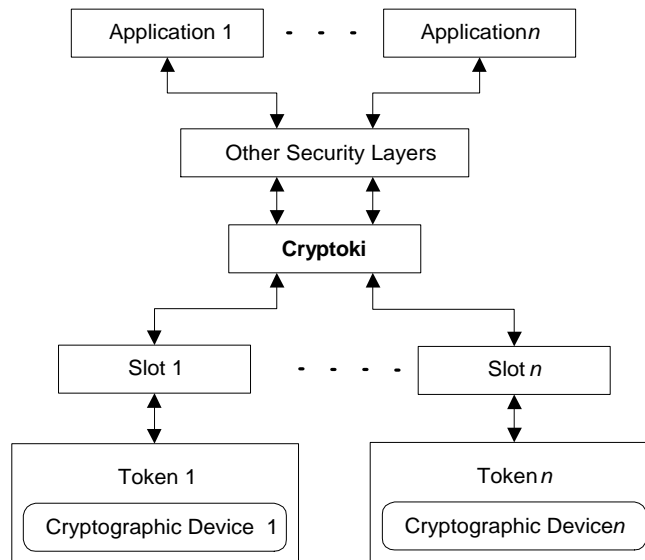 Application 1
Application n
Other Security Layers
Cryptoki
Slot 1
Slot n
Token 1
Token n
Cryptographic Device 1
Cryptographic Device n